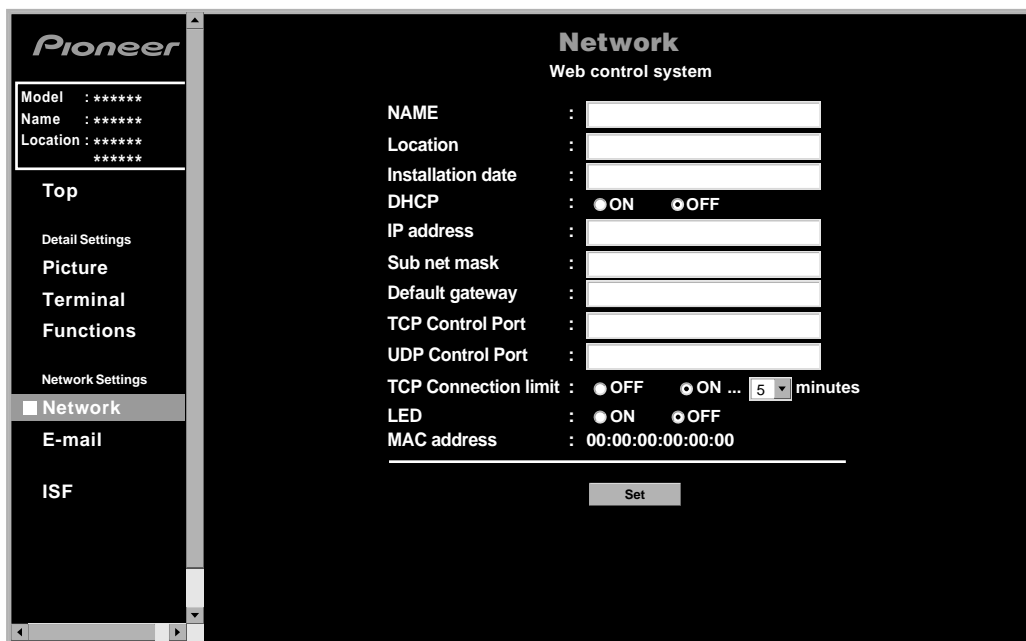 Pioneer
Model : ******
Name : ******
Location : ******
******
Top
Detail Settings
Picture
Terminal
Functions
Network Settings
Network
E-mail
ISF
Network
Web control system
NAME :
Location :
Installation date :
DHCP : ON OFF
IP address :
Sub net mask :
Default gateway :
TCP Control Port :
UDP Control Port :
TCP Connection limit : OFF ON ... 5 minutes
LED : ON OFF
MAC address : 00:00:00:00:00:00
Set